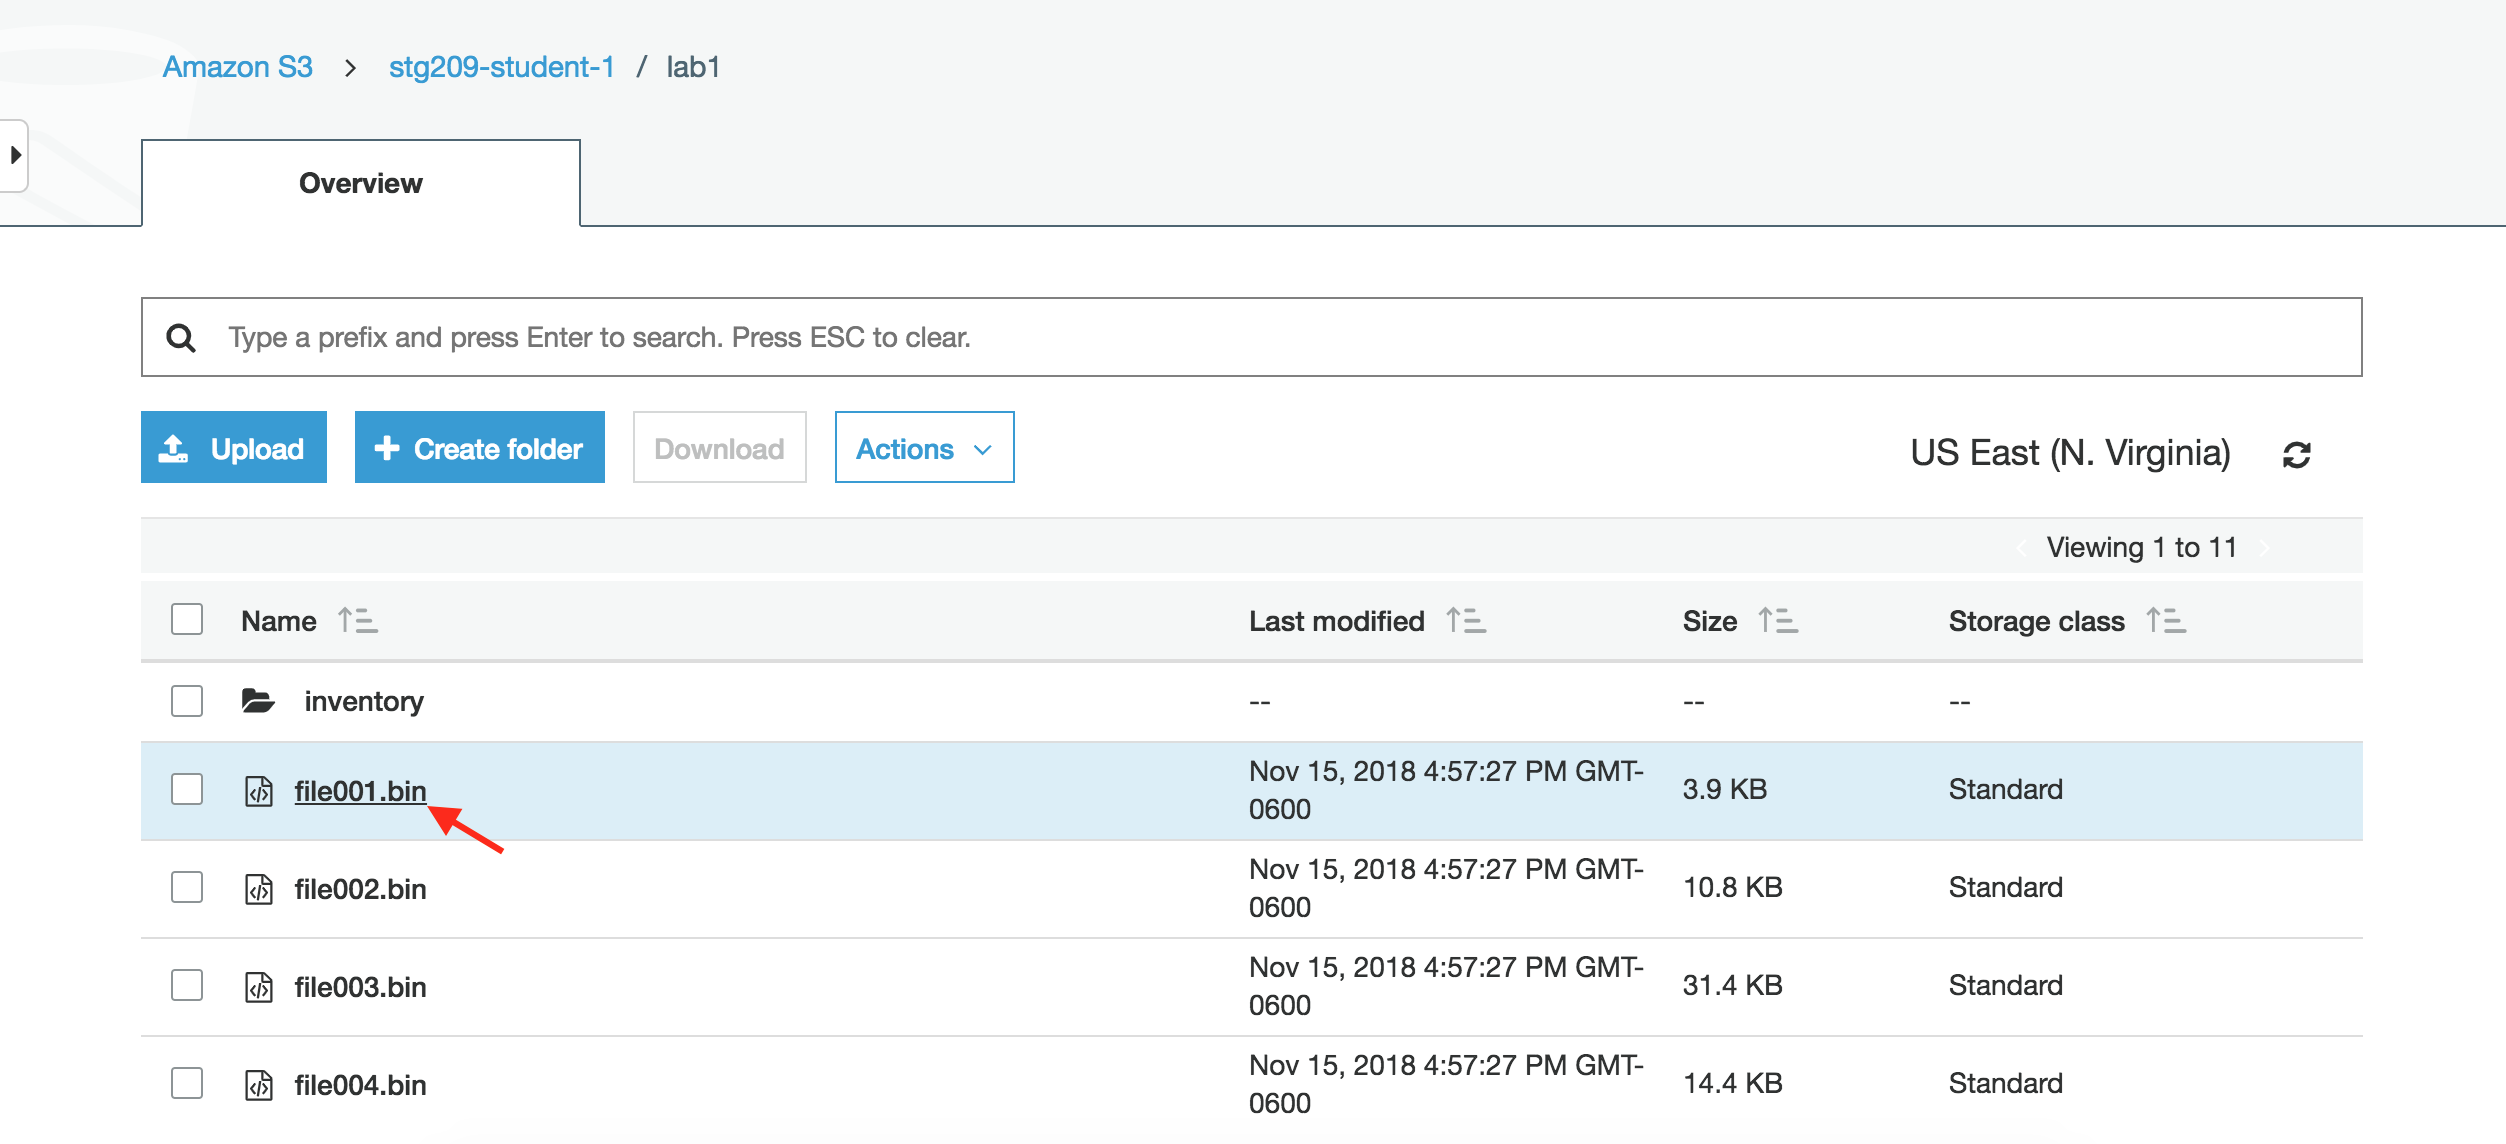 Amazon S3 > stg209-student-1 / lab1
Overview
Type a prefix and press Enter to search. Press ESC to clear.
Upload Create folder Download Actions US East (N. Virginia)
Viewing 1 to 11
Name Last modified Size Storage class
inventory -- -- --
file001.bin Nov 15, 2018 4:57:27 PM GMT-0600 3.9 KB Standard
file002.bin Nov 15, 2018 4:57:27 PM GMT-0600 10.8 KB Standard
file003.bin Nov 15, 2018 4:57:27 PM GMT-0600 31.4 KB Standard
file004.bin Nov 15, 2018 4:57:27 PM GMT-0600 14.4 KB Standard